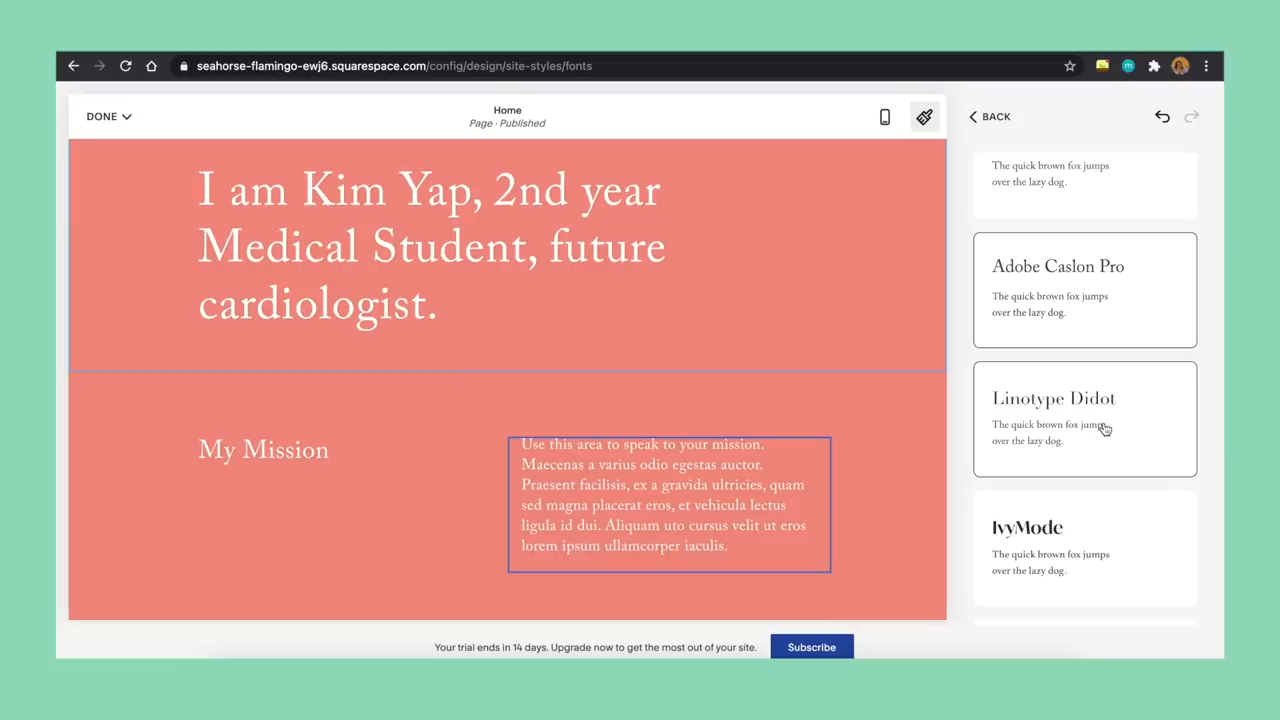 seahorse-flamingo-ewj6.squarespace.com/config/design/site-styles/fonts
DONE
Home
Page · Published
BACK
I am Kim Yap, 2nd year
Medical Student, future
cardiologist.
My Mission
Use this area to speak to your mission.
Maecenas a varius odio egestas auctor.
Praesent facilisis, ex a gravida ultricies, quam
sed magna placerat eros, et vehicula lectus
ligula id dui. Aliquam uto cursus velit ut eros
lorem ipsum ullamcorper iaculis.
The quick brown fox jumps
over the lazy dog.
Adobe Caslon Pro
The quick brown fox jumps
over the lazy dog.
Linotype Didot
The quick brown fox jumps
over the lazy dog.
IvyMode
The quick brown fox jumps
over the lazy dog.
Your trial ends in 14 days. Upgrade now to get the most out of your site.
Subscribe